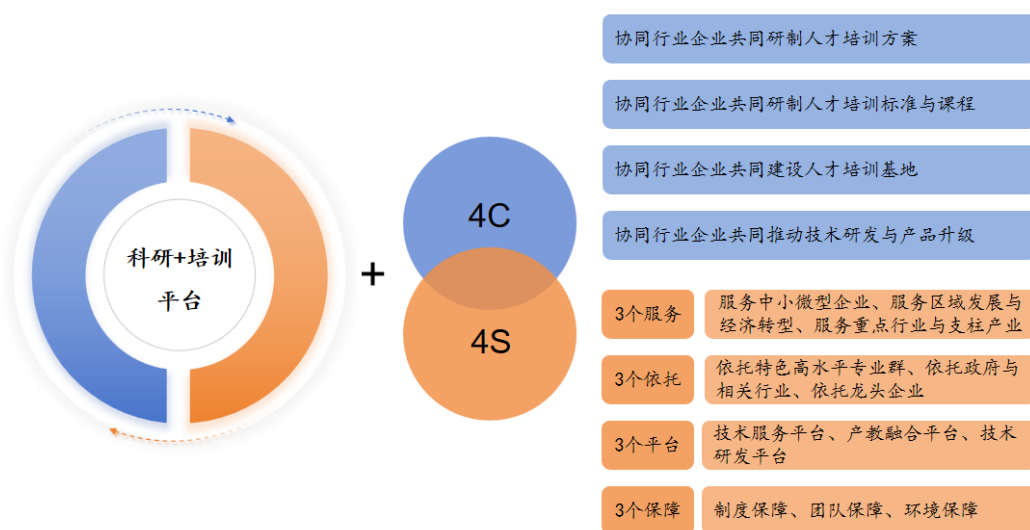 科研+培训
平台
+
4C
4S
协同行业企业共同研制人才培训方案
协同行业企业共同研制人才培训标准与课程
协同行业企业共同建设人才培训基地
协同行业企业共同推动技术研发与产品升级
3个服务
服务中小微型企业、服务区域发展与
经济转型、服务重点行业与支柱产业
3个依托
依托特色高水平专业群、依托政府与
相关行业、依托龙头企业
3个平台
技术服务平台、产教融合平台、技术
研发平台
3个保障
制度保障、团队保障、环境保障